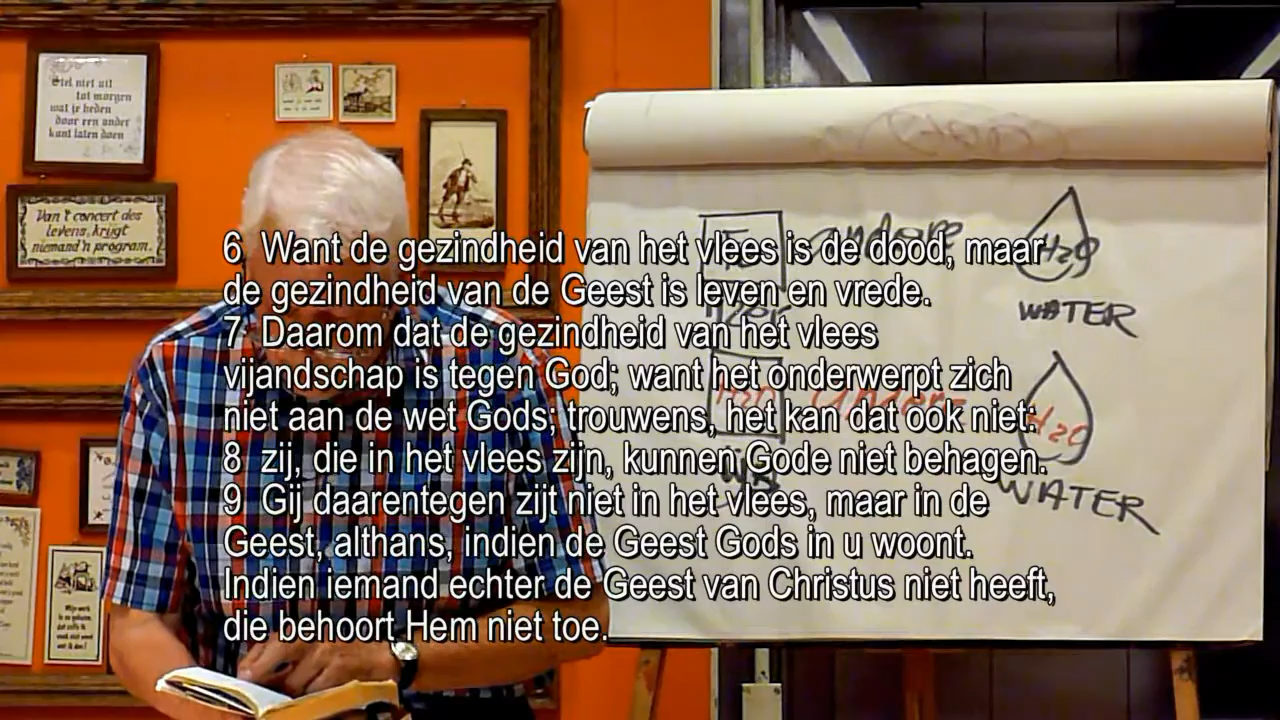 Stel niet uit
tot morgen
wat je heden
door een ander
kunt laten doen
Van 't concert des
levens, krijgt
niemand 'n program.
6 Want de gezindheid van het vlees is de dood, maar
de gezindheid van de Geest is leven en vrede.
7 Daarom dat de gezindheid van het vlees
vijandschap is tegen God; want het onderwerpt zich
niet aan de wet Gods; trouwens, het kan dat ook niet:
8 zij, die in het vlees zijn, kunnen Gode niet behagen.
9 Gij daarentegen zijt niet in het vlees, maar in de
Geest, althans, indien de Geest Gods in u woont.
Indien iemand echter de Geest van Christus niet heeft,
die behoort Hem niet toe.
andere
H2O
WATER
IJZER
H2O
H2O
WATER